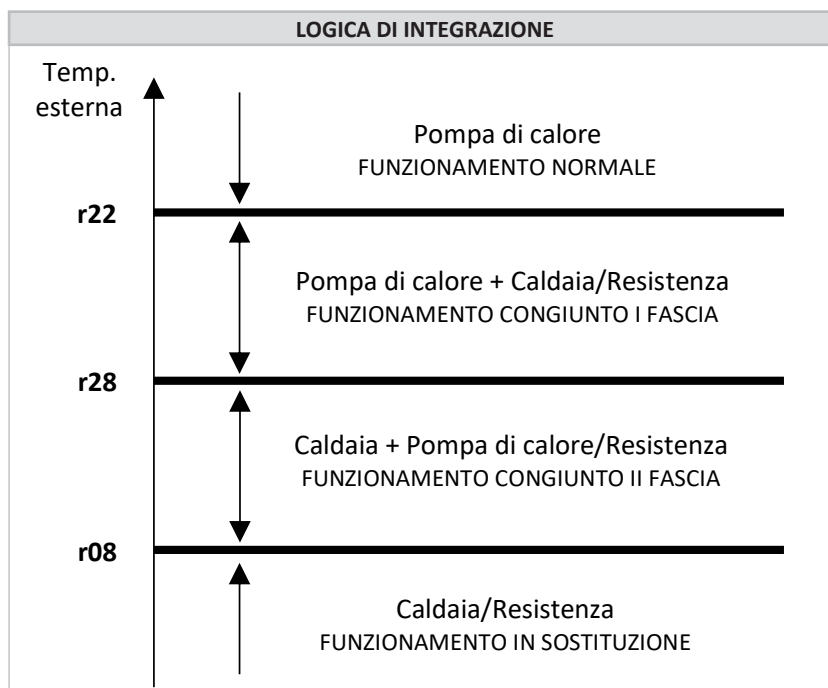 LOGICA DI INTEGRAZIONE
Temp.
esterna
Pompa di calore
FUNZIONAMENTO NORMALE
r22
Pompa di calore + Caldaia/Resistenza
FUNZIONAMENTO CONGIUNTO I FASCIA
r28
Caldaia + Pompa di calore/Resistenza
FUNZIONAMENTO CONGIUNTO II FASCIA
r08
Caldaia/Resistenza
FUNZIONAMENTO IN SOSTITUZIONE